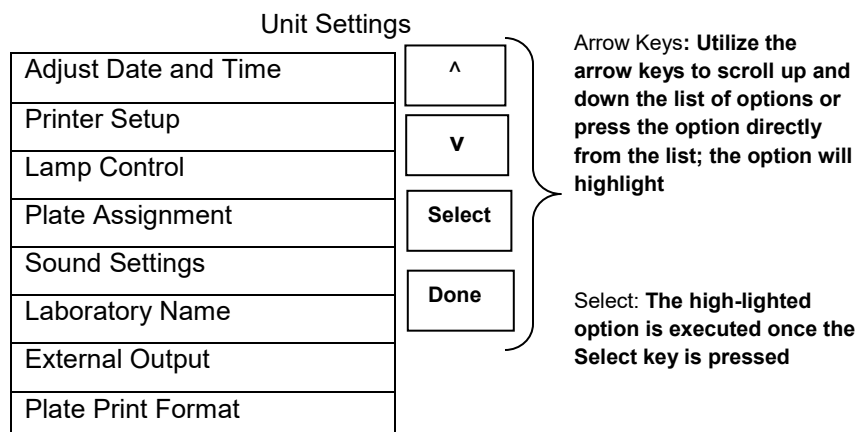 Unit Settings
Adjust Date and Time
Printer Setup
Lamp Control
Plate Assignment
Sound Settings
Laboratory Name
External Output
Plate Print Format
^
v
Select
Done
Arrow Keys: Utilize the
arrow keys to scroll up and
down the list of options or
press the option directly
from the list; the option will
highlight
Select: The high-lighted
option is executed once the
Select key is pressed